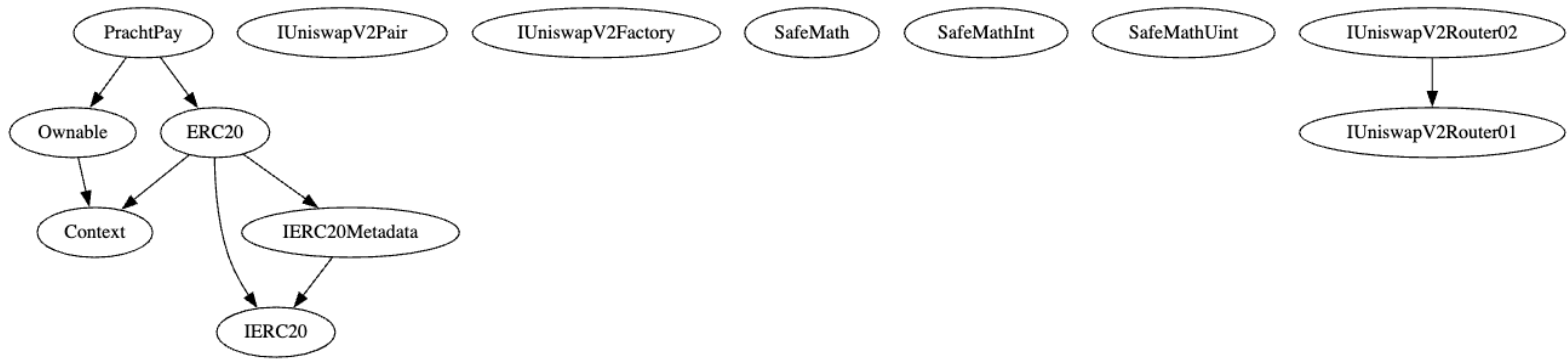 PrachtPay
IUniswapV2Pair
IUniswapV2Factory
SafeMath
SafeMathInt
SafeMathUint
IUniswapV2Router02
Ownable
ERC20
IUniswapV2Router01
Context
IERC20Metadata
IERC20